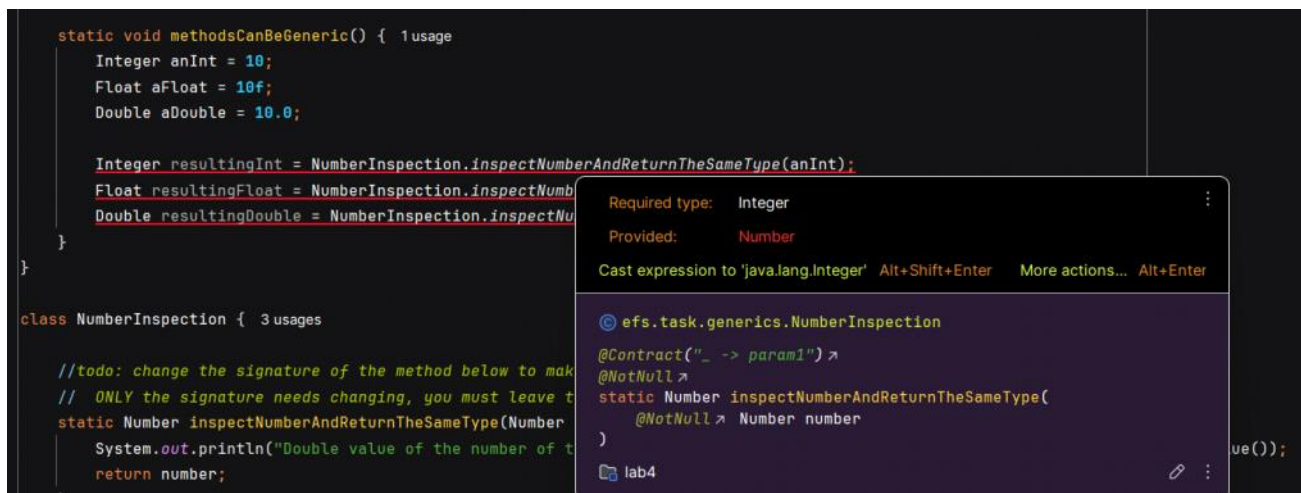 static void methodsCanBeGeneric() { 1 usage
Integer anInt = 10;
Float aFloat = 10f;
Double aDouble = 10.0;
Integer resultingInt = NumberInspection.inspectNumberAndReturnTheSameType(anInt);
Float resultingFloat = NumberInspection.inspectNumb
Double resultingDouble = NumberInspection.inspectNu
}
}
class NumberInspection { 3 usages
//todo: change the signature of the method below to mak
// ONLY the signature needs changing, you must leave t
static Number inspectNumberAndReturnTheSameType(Number
System.out.println("Double value of the number of t
return number;
Required type: Integer
Provided: Number
Cast expression to 'java.lang.Integer' Alt+Shift+Enter More actions... Alt+Enter
efs.task.generics.NumberInspection
@Contract("_ -> param1")
@NotNull
static Number inspectNumberAndReturnTheSameType(
@NotNull Number number
)
lab4
.ue());